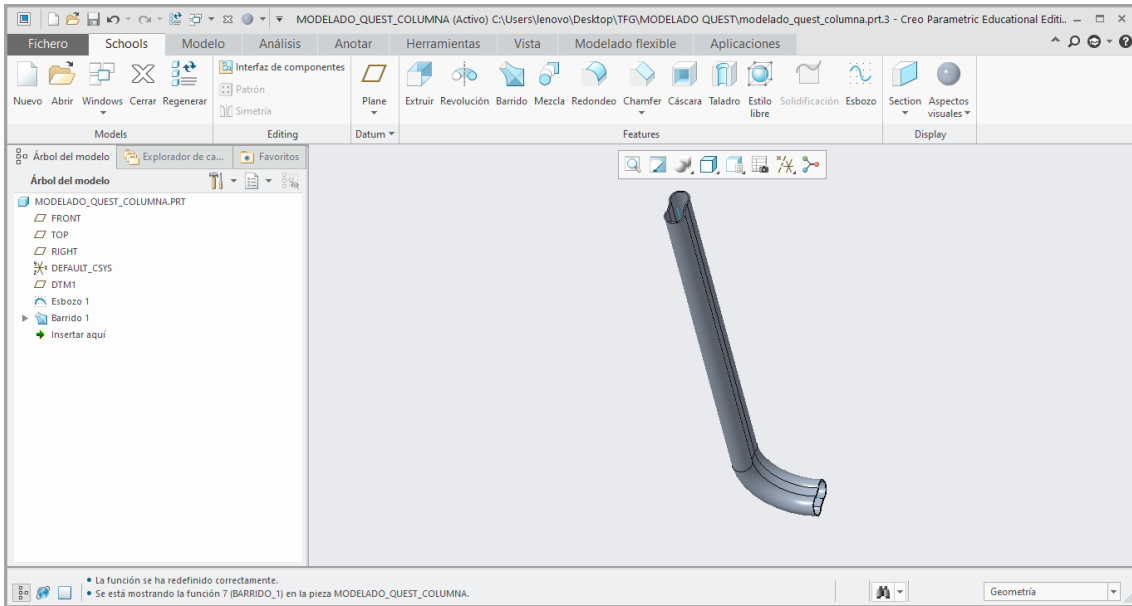 MODELADO_QUEST_COLUMNA (Activo) C:\Users\lenovo\Desktop\TFG\MODELADO QUEST\modelado_quest_columna.prt.3 - Creo Parametric Educational Editi..
Fichero Schools Modelo Análisis Anotar Herramientas Vista Modelado flexible Aplicaciones
Nuevo Abrir Windows Cerrar Regenerar
Interfaz de componentes
Patrón
Simetría
Plane
Extruir Revolución Barrido Mezcla Redondeo Chamfer Cáscara Taladro Estilo libre Solidificación Esbozo
Section Aspectos visuales
Models Editing Datum Features Display
Árbol del modelo Explorador de ca... Favoritos
Árbol del modelo
MODELADO_QUEST_COLUMNA.PRT
FRONT
TOP
RIGHT
DEFAULT_CSYS
DTM1
Esbozo 1
Barrido 1
Insertar aquí
• La función se ha redefinido correctamente.
• Se está mostrando la función 7 (BARRIDO_1) en la pieza MODELADO_QUEST_COLUMNA.
Geometría